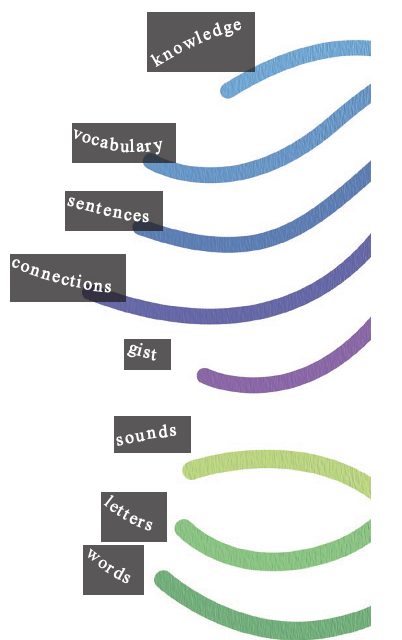 knowledge
vocabulary
sentences
connections
gist
sounds
letters
words